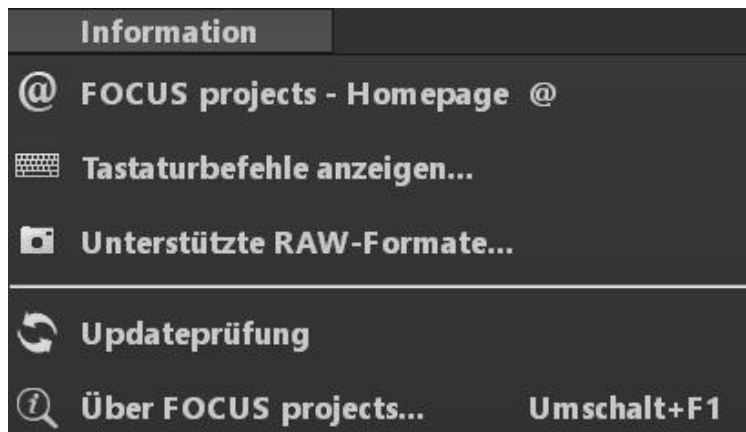 Information
@ FOCUS projects - Homepage @
Tastaturbefehle anzeigen...
Unterstützte RAW-Formate...
Updateprüfung
Über FOCUS projects... Umschalt+F1